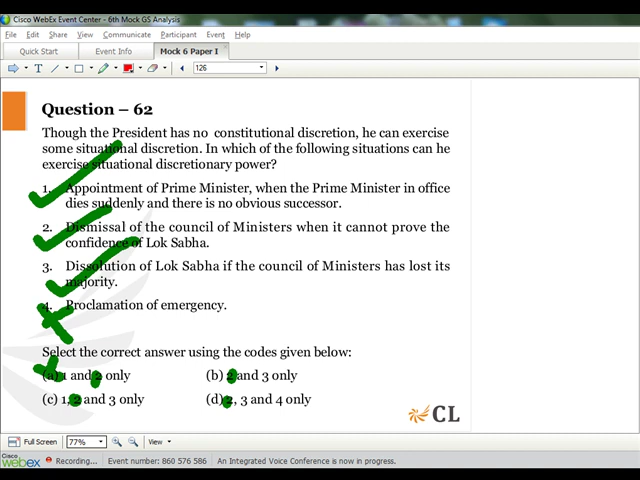 Cisco WebEx Event Center - 6th Mock GS Analysis
File Edit Share View Communicate Participant Event Help
Quick Start Event Info Mock 6 Paper I
T 126
Question – 62
Though the President has no constitutional discretion, he can exercise
some situational discretion. In which of the following situations can he
exercise situational discretionary power?
1. Appointment of Prime Minister, when the Prime Minister in office
dies suddenly and there is no obvious successor.
2. Dismissal of the council of Ministers when it cannot prove the
confidence of Lok Sabha.
3. Dissolution of Lok Sabha if the council of Ministers has lost its
majority.
4. Proclamation of emergency.
Select the correct answer using the codes given below:
(a) 1 and 2 only (b) 2 and 3 only
(c) 1, 2 and 3 only (d) 2, 3 and 4 only
CL
Full Screen 77% View
Cisco
webex Recording... Event number: 860 576 586 An Integrated Voice Conference is now in progress.